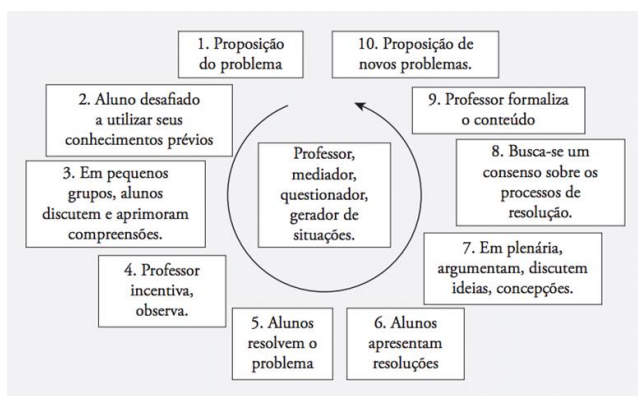 1. Proposição
do problema
10. Proposição de
novos problemas.
2. Aluno desafiado
a utilizar seus
conhecimentos prévios
9. Professor formaliza
o conteúdo
3. Em pequenos
grupos, alunos
discutem e aprimoram
compreensões.
Professor,
mediador,
questionador,
gerador de
situações.
8. Busca-se um
consenso sobre os
processos de
resolução.
4. Professor
incentiva,
observa.
7. Em plenária,
argumentam, discutem
ideias, concepções.
5. Alunos
resolvem o
problema
6. Alunos
apresentam
resoluções